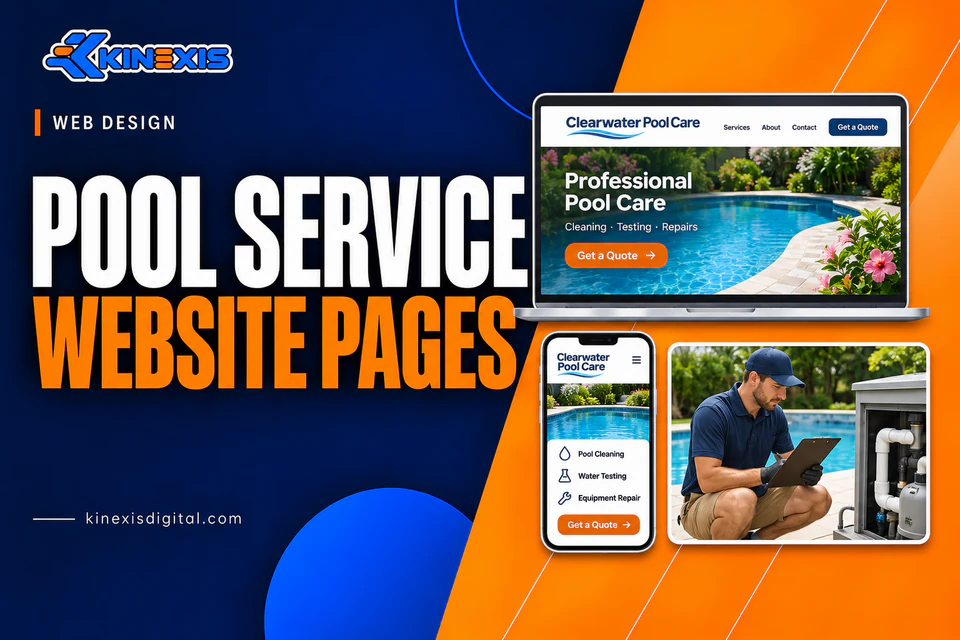 KINEXIS
WEB DESIGN
POOL SERVICE
WEBSITE PAGES
kinexisdigital.com
Clearwater Pool Care
Services About Contact Get a Quote
Professional
Pool Care
Cleaning · Testing · Repairs
Get a Quote →
Clearwater
Pool Care
Pool Cleaning
Water Testing
Equipment Repair
Get a Quote →